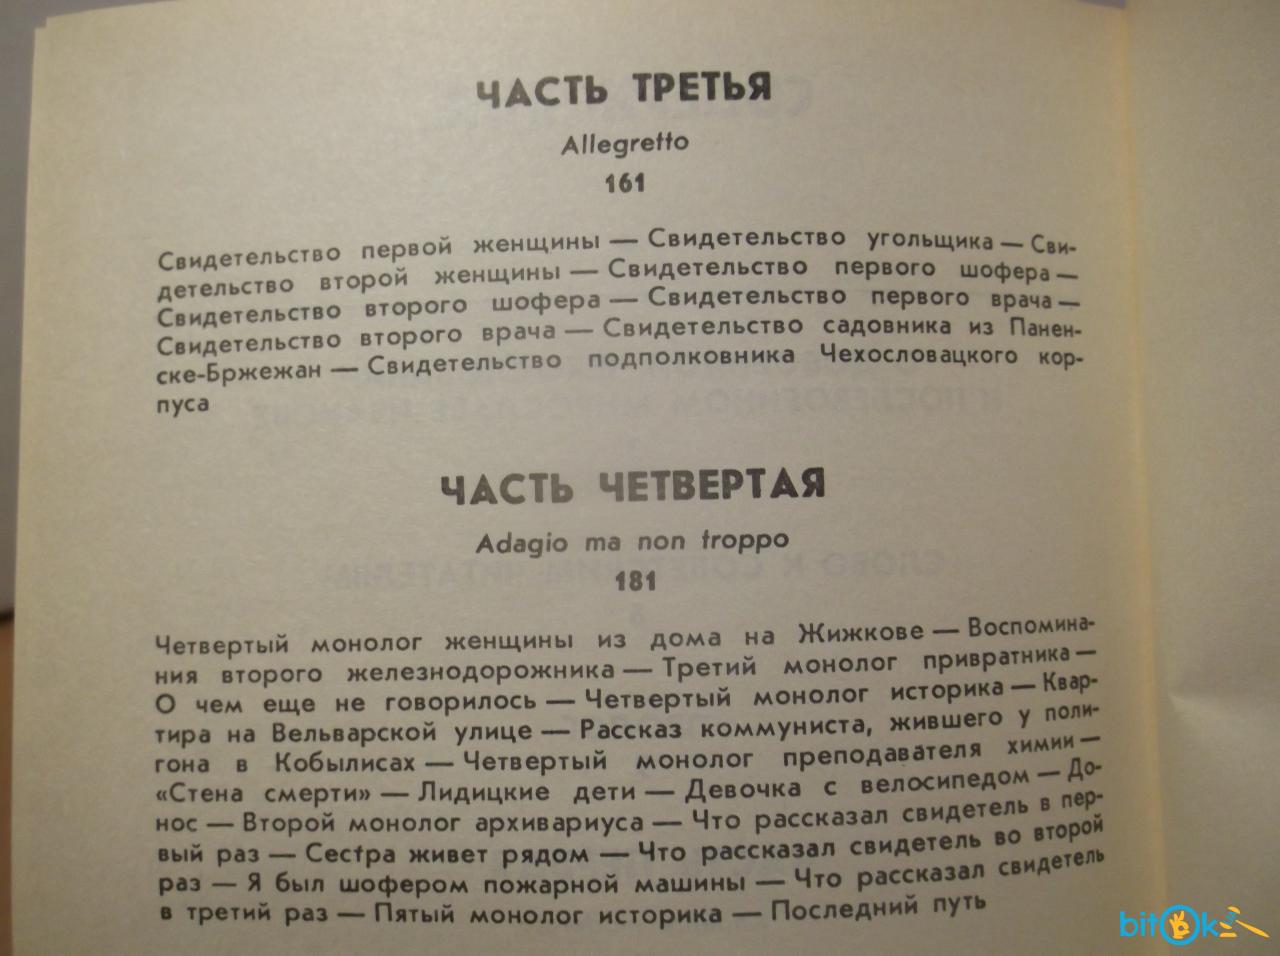 ЧАСТЬ ТРЕТЬЯ
Allegretto
161
Свидетельство первой женщины — Свидетельство угольщика — Сви-
детельство второй женщины — Свидетельство первого шофера —
Свидетельство второго шофера — Свидетельство первого врача —
Свидетельство второго врача — Свидетельство садовника из Панен-
ске-Бржежан — Свидетельство подполковника Чехословацкого кор-
пуса
ЧАСТЬ ЧЕТВЕРТАЯ
Adagio ma non troppo
181
Четвертый монолог женщины из дома на Жижкове — Воспомина-
ния второго железнодорожника — Третий монолог привратника —
О чем еще не говорилось — Четвертый монолог историка — Квар-
тира на Вельварской улице — Рассказ коммуниста, жившего у поли-
гона в Кобылисах — Четвертый монолог преподавателя химии —
«Стена смерти» — Лидицкие дети — Девочка с велосипедом — До-
нос — Второй монолог архивариуса — Что рассказал свидетель в пер-
вый раз — Сестра живет рядом — Что рассказал свидетель во второй
раз — Я был шофером пожарной машины — Что рассказал свидетель
в третий раз — Пятый монолог историка — Последний путь